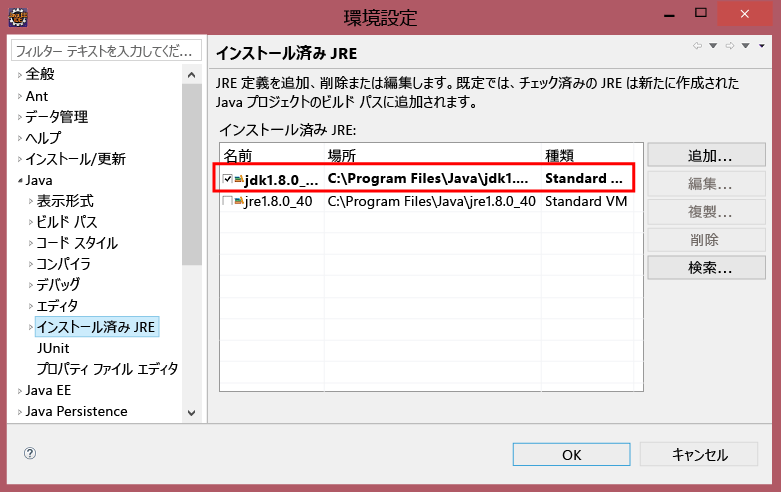 環境設定
フィルター テキストを入力してくだ...
全般
Ant
データ管理
ヘルプ
インストール/更新
Java
表示形式
ビルド パス
コード スタイル
コンパイラ
デバッグ
エディタ
インストール済み JRE
JUnit
プロパティ ファイル エディタ
Java EE
Java Persistence
インストール済み JRE
JRE 定義を追加、削除または編集します。既定では、チェック済みの JRE は新たに作成された
Java プロジェクトのビルド パスに追加されます。
インストール済み JRE:
名前 場所 種類
jdk1.8.0_... C:\Program Files\Java\jdk1.... Standard ...
jre1.8.0_40 C:\Program Files\Java\jre1.8.0_40 Standard VM
追加...
編集...
複製...
削除
検索...
?
OK キャンセル